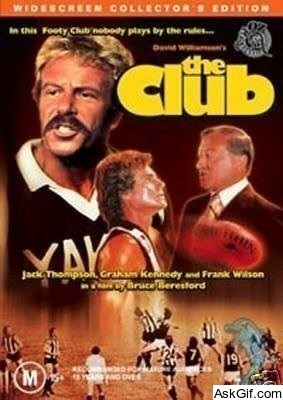 WIDESCREEN COLLECTOR'S EDITION
In this Footy Club nobody plays by the rules...
David Williamson's
the
Club
YAK
Jack Thompson, Graham Kennedy and Frank Wilson
in a film by Bruce Beresford
M
15+
RECOMMENDED FOR MATURE AUDIENCES
15 YEARS AND OVER
AskGif.com